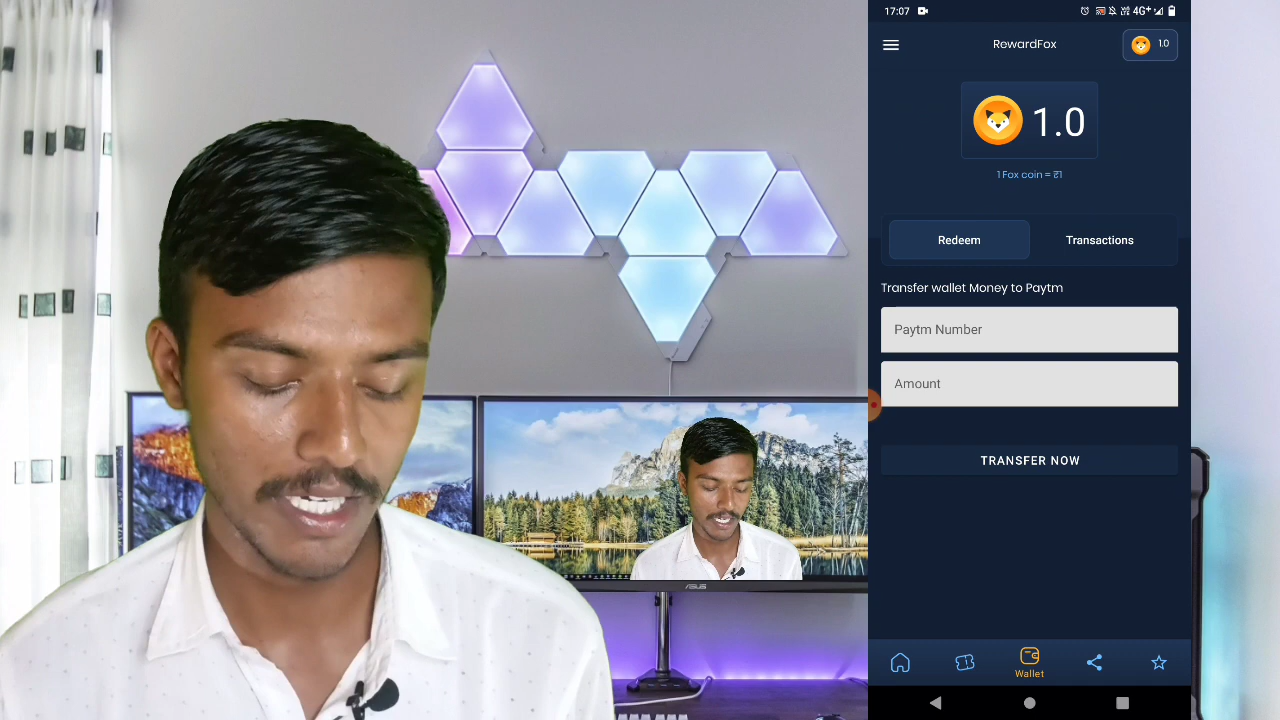 17:07
4G+
RewardFox
1.0
1.0
1 Fox coin = ₹1
Redeem
Transactions
Transfer wallet Money to Paytm
Paytm Number
Amount
TRANSFER NOW
Wallet
ASUS